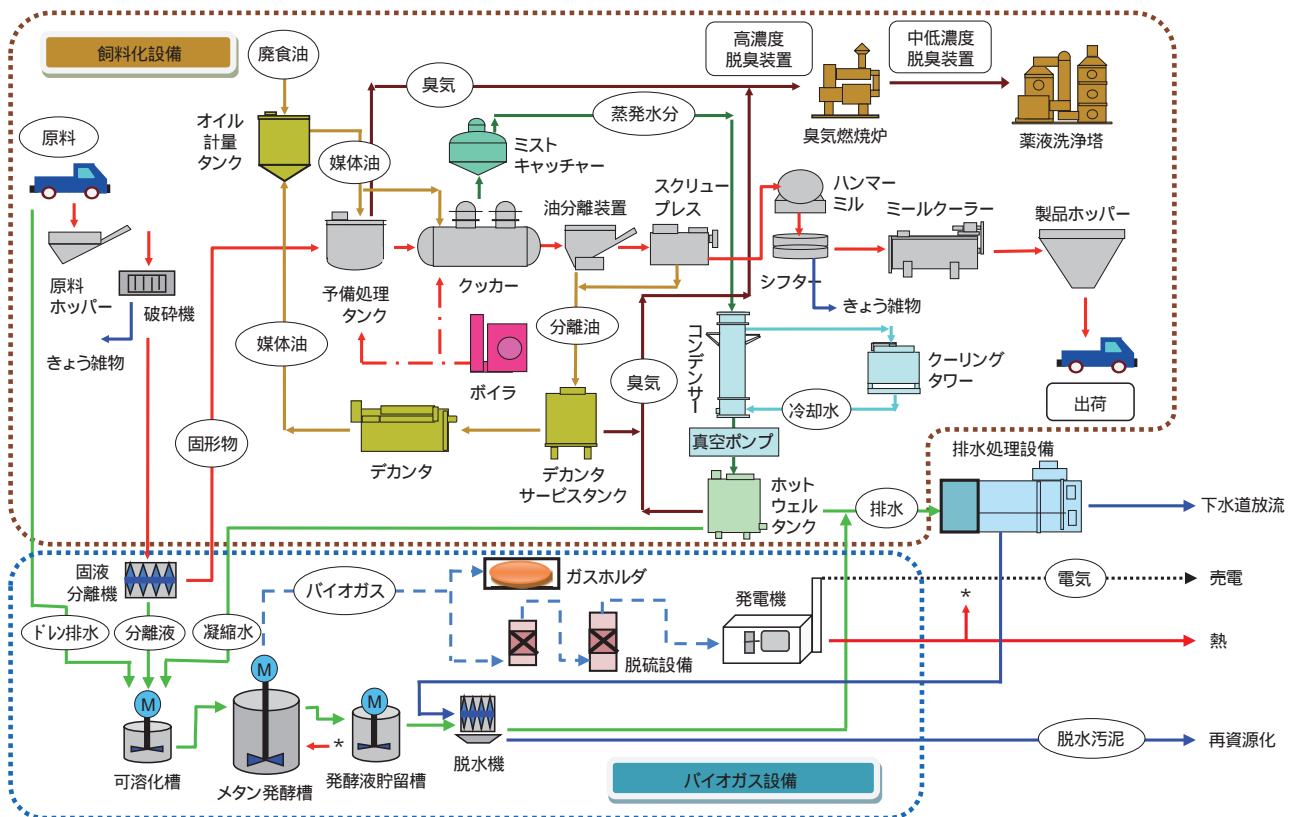 飼料化設備
廃食油
臭気
高濃度
脱臭装置
中低濃度
脱臭装置
原料
オイル
計量
タンク
媒体油
ミスト
キャッチャー
蒸発水分
臭気燃焼炉
薬液洗浄塔
油分離装置
スクリュー
プレス
ハンマー
ミル
ミールクーラー
製品ホッパー
原料
ホッパー
破砕機
きょう雑物
予備処理
タンク
クッカー
シフター
きょう雑物
媒体油
ボイラ
分離油
臭気
コンデンサー
クーリング
タワー
冷却水
出荷
固形物
デカンタ
デカンタ
サービスタンク
真空ポンプ
ホット
ウェル
タンク
排水
排水処理設備
下水道放流
固液
分離機
バイオガス
ガスホルダ
発電機
電気
売電
*
熱
ドレン排水
分離液
凝縮水
脱硫設備
M
M
M
*
可溶化槽
メタン発酵槽
発酵液貯留槽
脱水機
脱水汚泥
再資源化
バイオガス設備